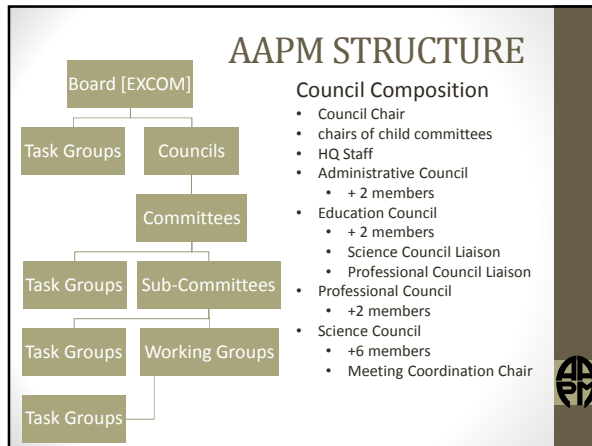 AAPM STRUCTURE
Board [EXCOM]
Task Groups
Councils
Committees
Task Groups
Sub-Committees
Task Groups
Working Groups
Task Groups
Council Composition
• Council Chair
• chairs of child committees
• HQ Staff
• Administrative Council
• + 2 members
• Education Council
• + 2 members
• Science Council Liaison
• Professional Council Liaison
• Professional Council
• +2 members
• Science Council
• +6 members
• Meeting Coordination Chair
AA
PM